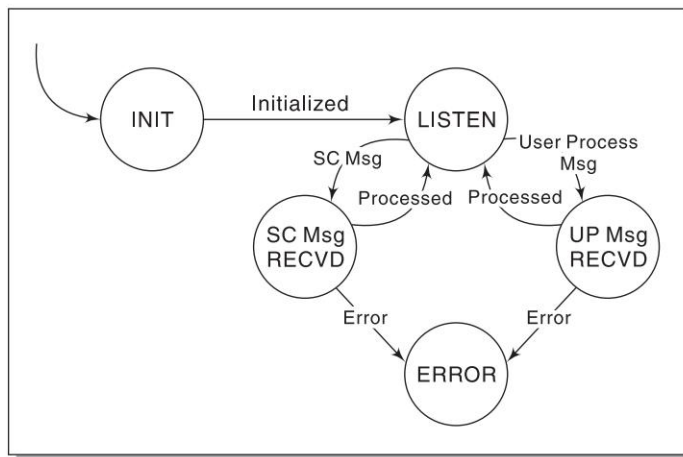 Initialized
INIT
LISTEN
SC Msg
User Process
Msg
Processed
Processed
SC Msg
RECVD
UP Msg
RECVD
Error
Error
ERROR